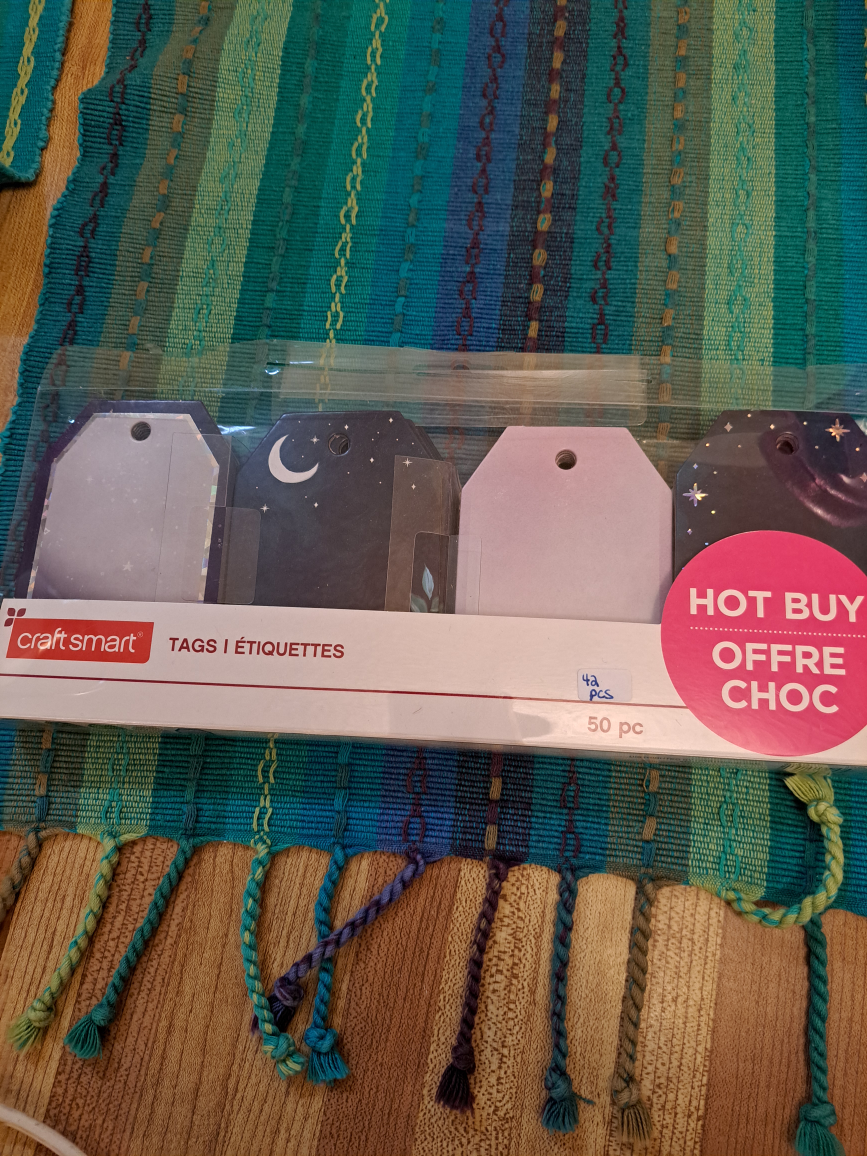 craft smart®
TAGS | ÉTIQUETTES
42
pcs
50 pc
HOT BUY
OFFRE
CHOC